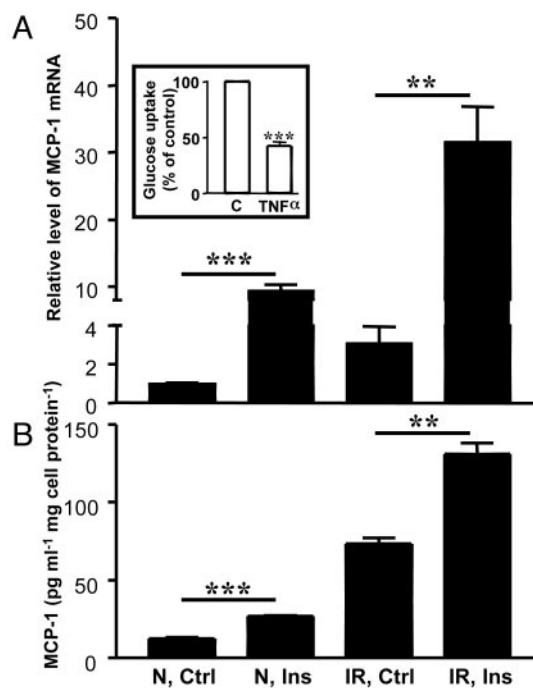 A
Relative level of MCP-1 mRNA
50
40
30
20
10
4
2
0
Glucose uptake
(% of control)
100
50
0
***
C TNFα
***
**
B
MCP-1 (pg ml⁻¹ mg cell protein⁻¹)
150
100
50
0
***
**
N, Ctrl N, Ins IR, Ctrl IR, Ins